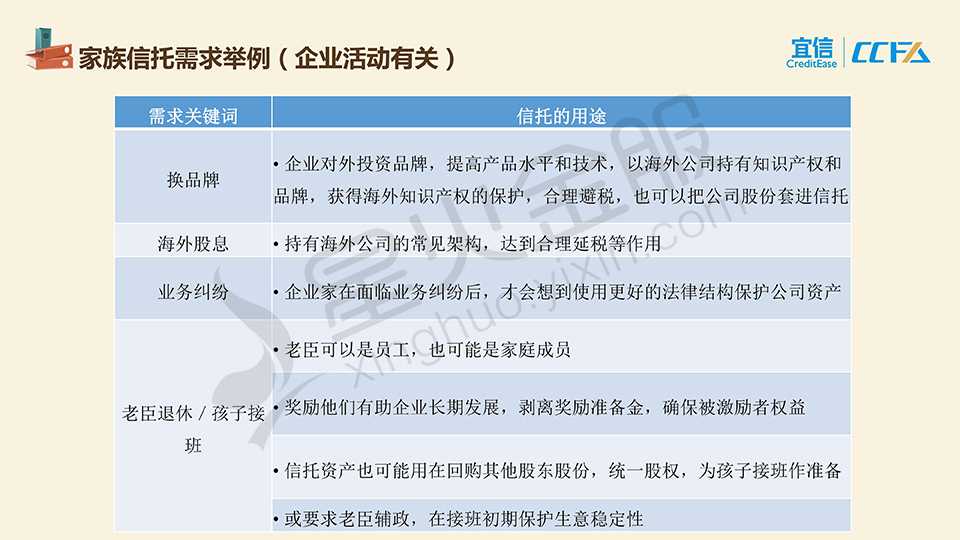 家族信托需求举例（企业活动有关）
宜信
CreditEase
CCFA
需求关键词
信托的用途
换品牌
• 企业对外投资品牌，提高产品水平和技术，以海外公司持有知识产权和
品牌，获得海外知识产权的保护，合理避税，也可以把公司股份套进信托
海外股息
• 持有海外公司的常见架构，达到合理延税等作用
业务纠纷
• 企业家在面临业务纠纷后，才会想到使用更好的法律结构保护公司资产
老臣退休／孩子接
班
• 老臣可以是员工，也可能是家庭成员
• 奖励他们有助企业长期发展，剥离奖励准备金，确保被激励者权益
• 信托资产也可能用在回购其他股东股份，统一股权，为孩子接班作准备
• 或要求老臣辅政，在接班初期保护生意稳定性
星火金服
xinghuo.yixin.com